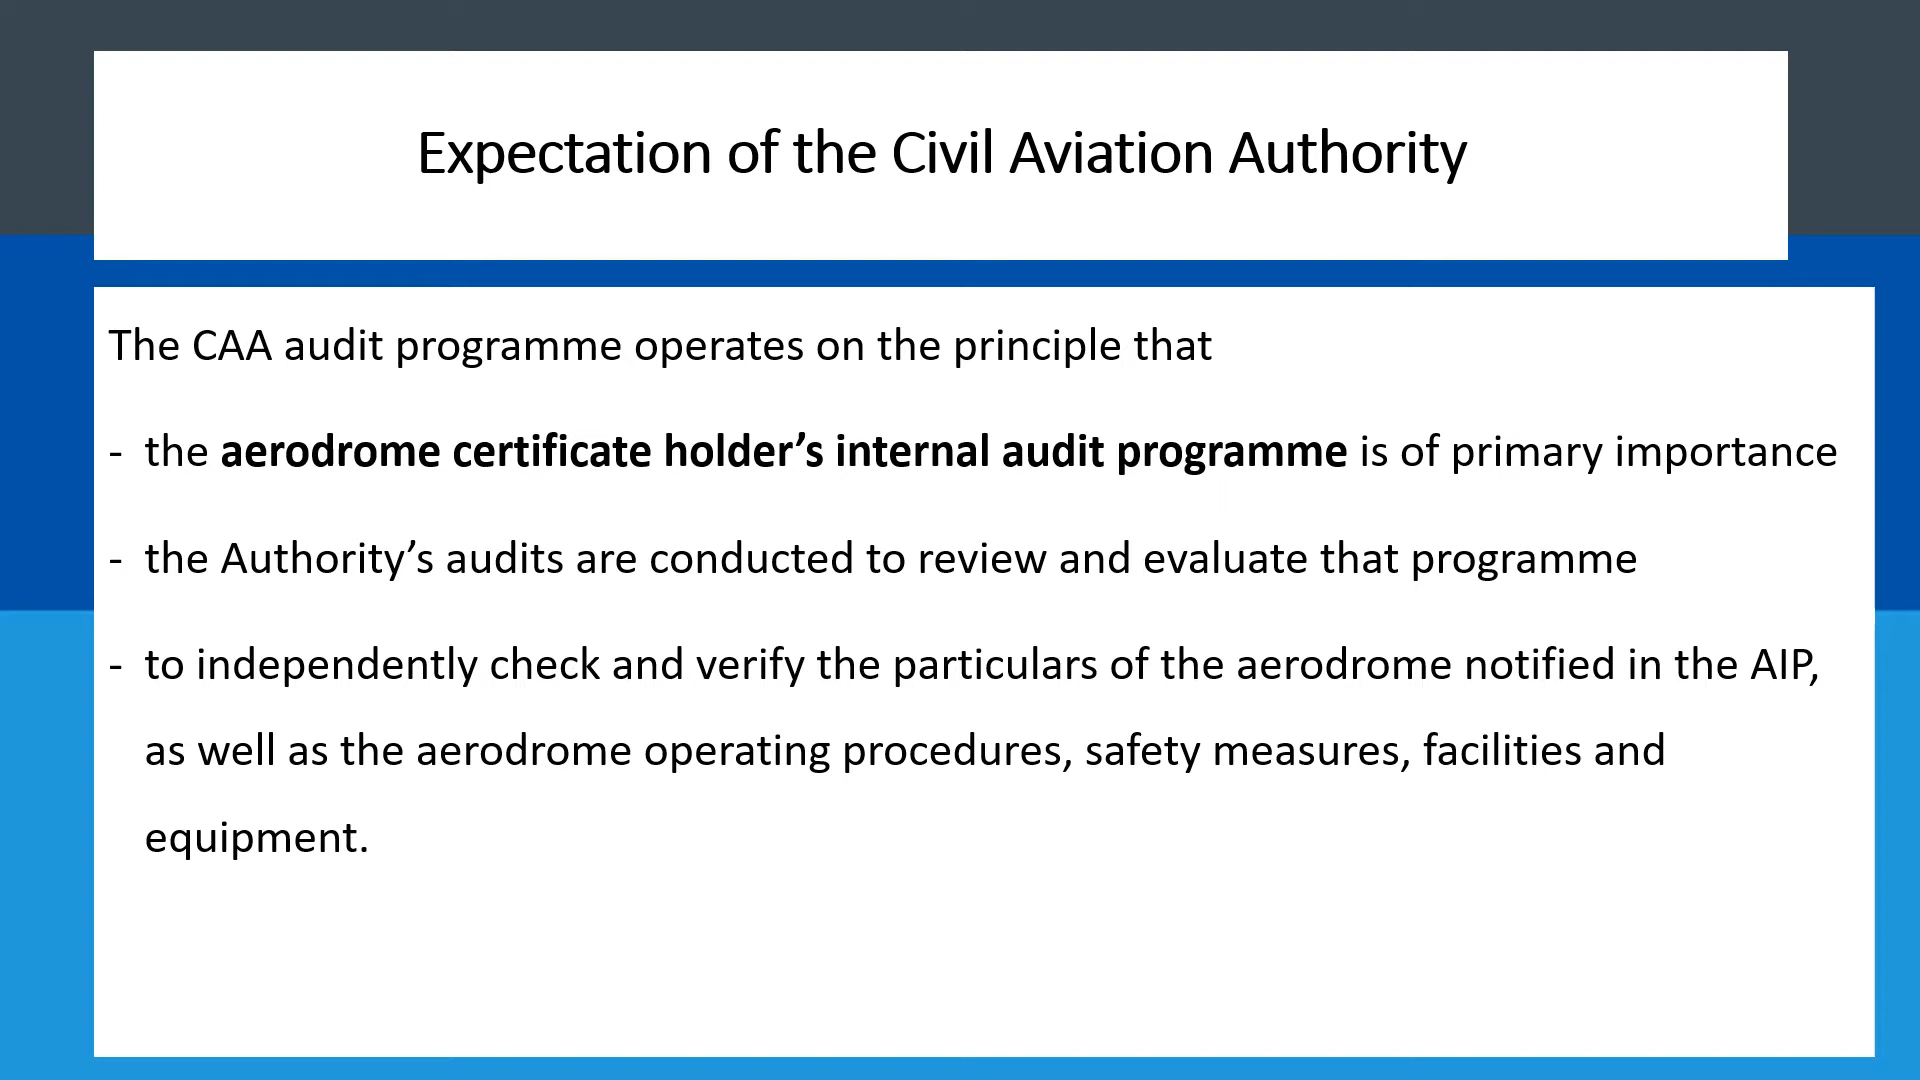 Expectation of the Civil Aviation Authority
The CAA audit programme operates on the principle that
- the aerodrome certificate holder’s internal audit programme is of primary importance
- the Authority’s audits are conducted to review and evaluate that programme
- to independently check and verify the particulars of the aerodrome notified in the AIP,
as well as the aerodrome operating procedures, safety measures, facilities and
equipment.